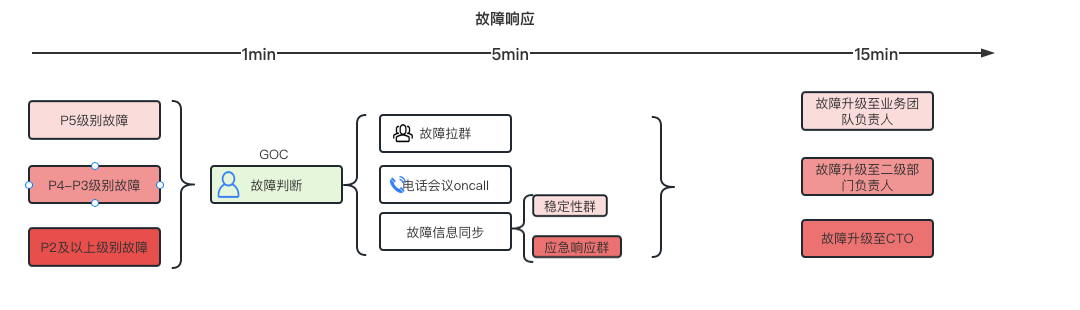 故障响应
1min
5min
15min
P5级别故障
P4-P3级别故障
P2及以上级别故障
GOC
故障判断
故障拉群
电话会议oncall
故障信息同步
稳定性群
应急响应群
故障升级至业务团
队负责人
故障升级至二级部
门负责人
故障升级至CTO